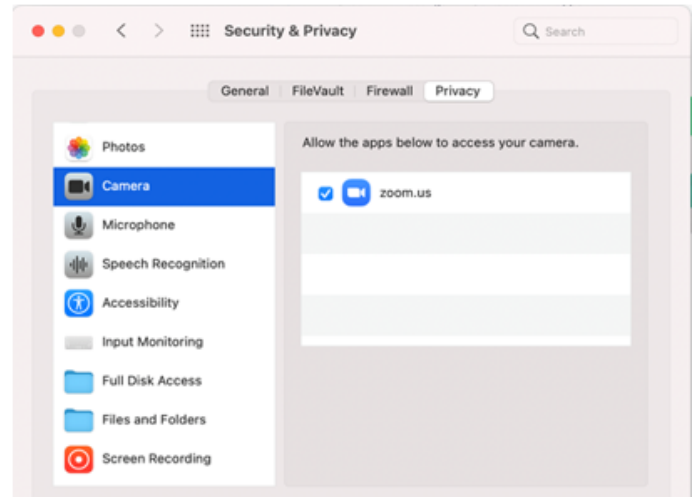 Security & Privacy
Search
General FileVault Firewall Privacy
Photos
Camera
Microphone
Speech Recognition
Accessibility
Input Monitoring
Full Disk Access
Files and Folders
Screen Recording
Allow the apps below to access your camera.
zoom.us